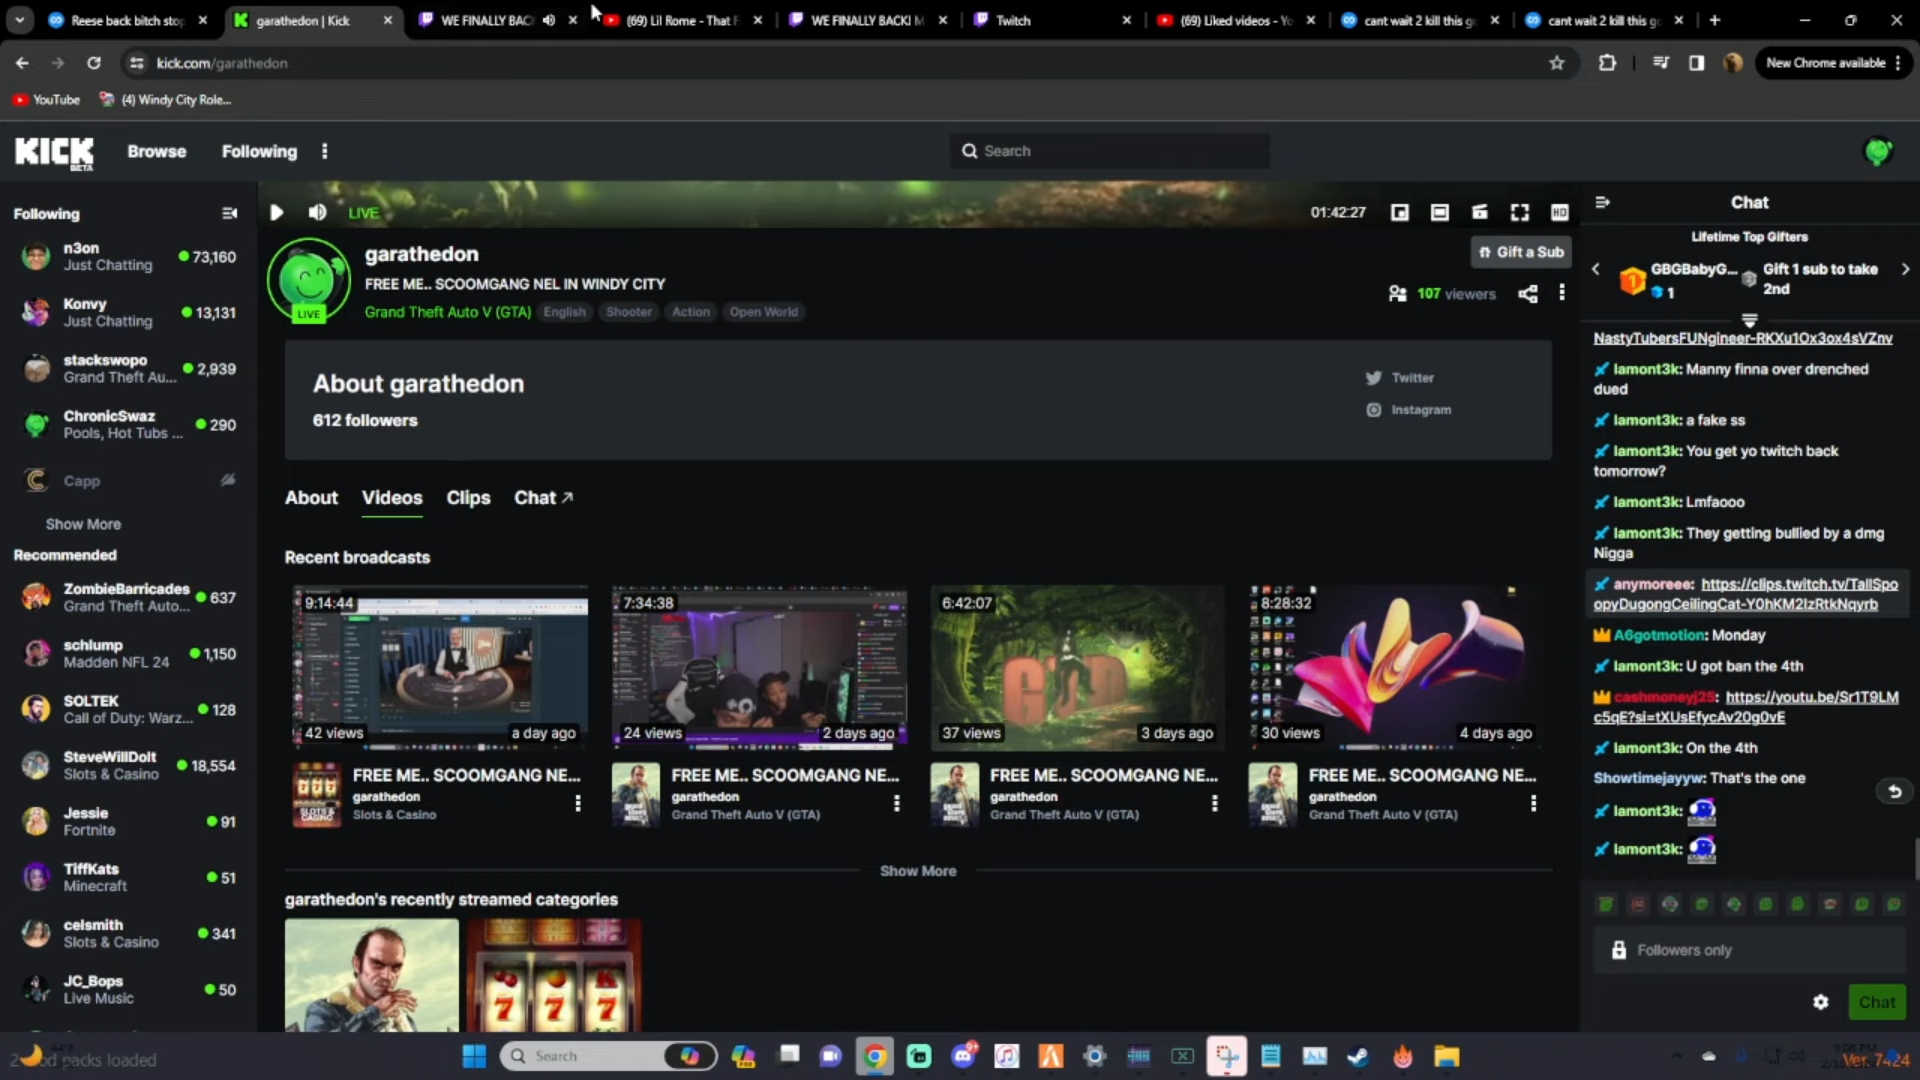 Reese back bitch stop
garathedon | Kick
WE FINALLY BAC
(69) Lil Rome - That F
WE FINALLY BACK! M
Twitch
(69) Liked videos - Yo
cant wait 2 kill this go
cant wait 2 kill this go
kick.com/garathedon
New Chrome available
YouTube
(4) Windy City Role...
KICK
BETA
Browse
Following
Search
Following
n3on
Just Chatting
73,160
Konvy
Just Chatting
13,131
stackswopo
Grand Theft Au...
2,939
ChronicSwaz
Pools, Hot Tubs ...
290
Capp
Show More
Recommended
ZombieBarricades
Grand Theft Auto...
637
schlump
Madden NFL 24
1,150
SOLTEK
Call of Duty: Warz...
128
SteveWillDoIt
Slots & Casino
18,554
Jessie
Fortnite
91
TiffKats
Minecraft
51
celsmith
Slots & Casino
341
JC_Bops
Live Music
50
LIVE
01:42:27
HD
LIVE
garathedon
FREE ME.. SCOOMGANG NEL IN WINDY CITY
Grand Theft Auto V (GTA)
English
Shooter
Action
Open World
Gift a Sub
107 viewers
About garathedon
612 followers
Twitter
Instagram
About
Videos
Clips
Chat
Recent broadcasts
9:14:44
42 views
a day ago
FREE ME.. SCOOMGANG NE...
garathedon
Slots & Casino
7:34:38
24 views
2 days ago
FREE ME.. SCOOMGANG NE...
garathedon
Grand Theft Auto V (GTA)
6:42:07
37 views
3 days ago
FREE ME.. SCOOMGANG NE...
garathedon
Grand Theft Auto V (GTA)
8:28:32
30 views
4 days ago
FREE ME.. SCOOMGANG NE...
garathedon
Grand Theft Auto V (GTA)
Show More
garathedon's recently streamed categories
Chat
Lifetime Top Gifters
GBGBabyG...
1
Gift 1 sub to take
2nd
NastyTubersFUNgineer-RKXu1Ox3ox4sVZnv
lamont3k: Manny finna over drenched
dued
lamont3k: a fake ss
lamont3k: You get yo twitch back
tomorrow?
lamont3k: Lmfaooo
lamont3k: They getting bullied by a dmg
Nigga
anymoreee: https://clips.twitch.tv/TallSpo
opyDugongCeilingCat-Y0hKM2IzRtkNqyrb
A6gotmotion: Monday
lamont3k: U got ban the 4th
cashmoneyj25: https://youtu.be/Sr1T9LM
c5qE?si=tXUsEfycAv20g0vE
lamont3k: On the 4th
Showtimejayyw: That's the one
lamont3k:
lamont3k:
Followers only
Chat
Search
packs loaded
Ver. 7424